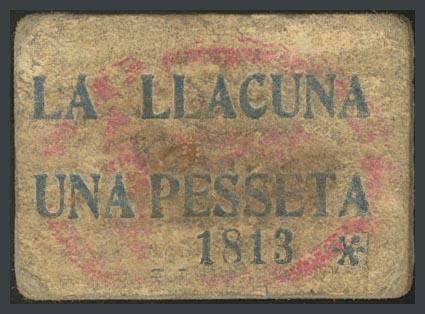 LA LLACUNA
UNA PESSETA
1813 *